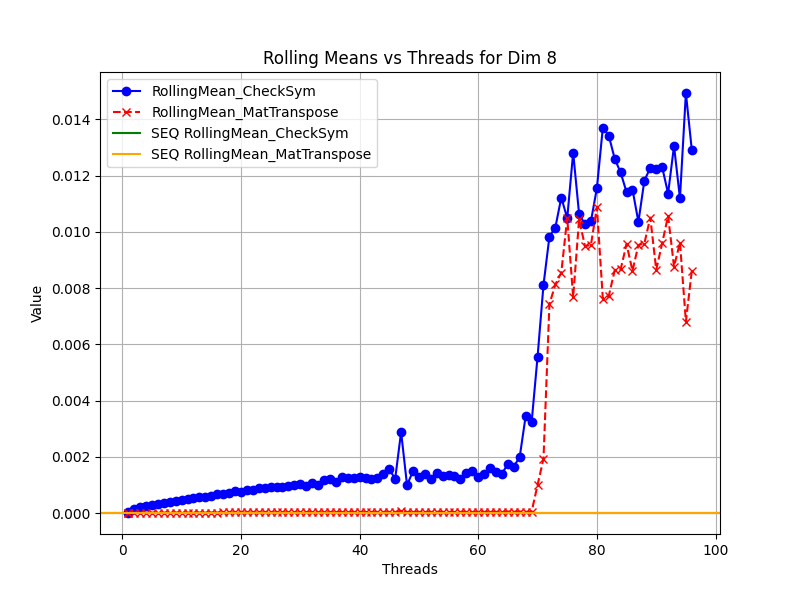 Rolling Means vs Threads for Dim 8
RollingMean_CheckSym
RollingMean_MatTranspose
SEQ RollingMean_CheckSym
SEQ RollingMean_MatTranspose
Value
0.014
0.012
0.010
0.008
0.006
0.004
0.002
0.000
0 20 40 60 80 100
Threads